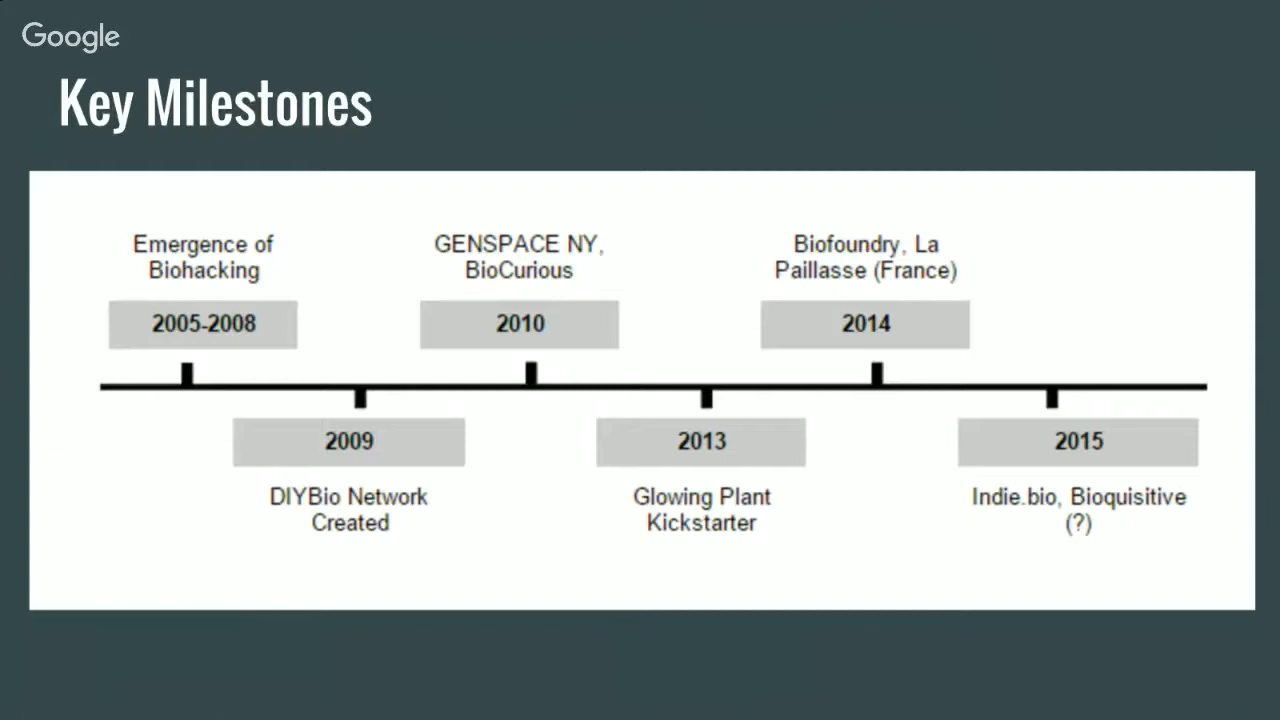 Google
Key Milestones
Emergence of
Biohacking
2005-2008
GENSPACE NY,
BioCurious
2010
Biofoundry, La
Paillasse (France)
2014
2009
DIYBio Network
Created
2013
Glowing Plant
Kickstarter
2015
Indie.bio, Bioquisitive
(?)